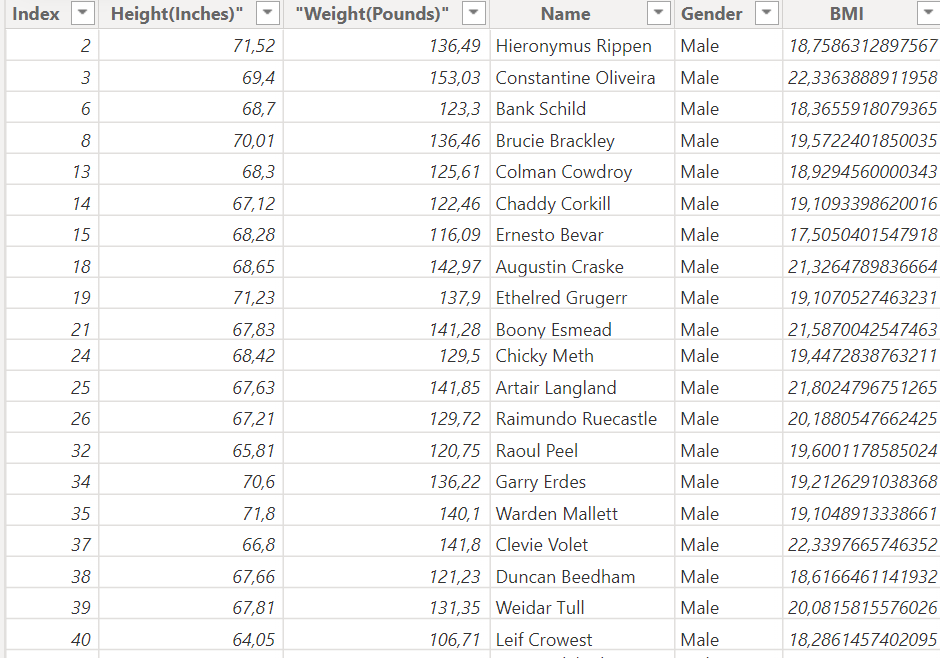 Index Height(Inches)" "Weight(Pounds)" Name Gender BMI
2 71,52 136,49 Hieronymus Rippen Male 18,7586312897567
3 69,4 153,03 Constantine Oliveira Male 22,3363888911958
6 68,7 123,3 Bank Schild Male 18,3655918079365
8 70,01 136,46 Brucie Brackley Male 19,5722401850035
13 68,3 125,61 Colman Cowdroy Male 18,9294560000343
14 67,12 122,46 Chaddy Corkill Male 19,1093398620016
15 68,28 116,09 Ernesto Bevar Male 17,5050401547918
18 68,65 142,97 Augustin Craske Male 21,3264789836664
19 71,23 137,9 Ethelred Grugerr Male 19,1070527463231
21 67,83 141,28 Boony Esmead Male 21,5870042547463
24 68,42 129,5 Chicky Meth Male 19,4472838763211
25 67,63 141,85 Artair Langland Male 21,8024796751265
26 67,21 129,72 Raimundo Ruecastle Male 20,1880547662425
32 65,81 120,75 Raoul Peel Male 19,6001178585024
34 70,6 136,22 Garry Erdes Male 19,2126291038368
35 71,8 140,1 Warden Mallett Male 19,1048913338661
37 66,8 141,8 Clevie Volet Male 22,3397665746352
38 67,66 121,23 Duncan Beedham Male 18,6166461141932
39 67,81 131,35 Weidar Tull Male 20,0815815576026
40 64,05 106,71 Leif Crowest Male 18,2861457402095